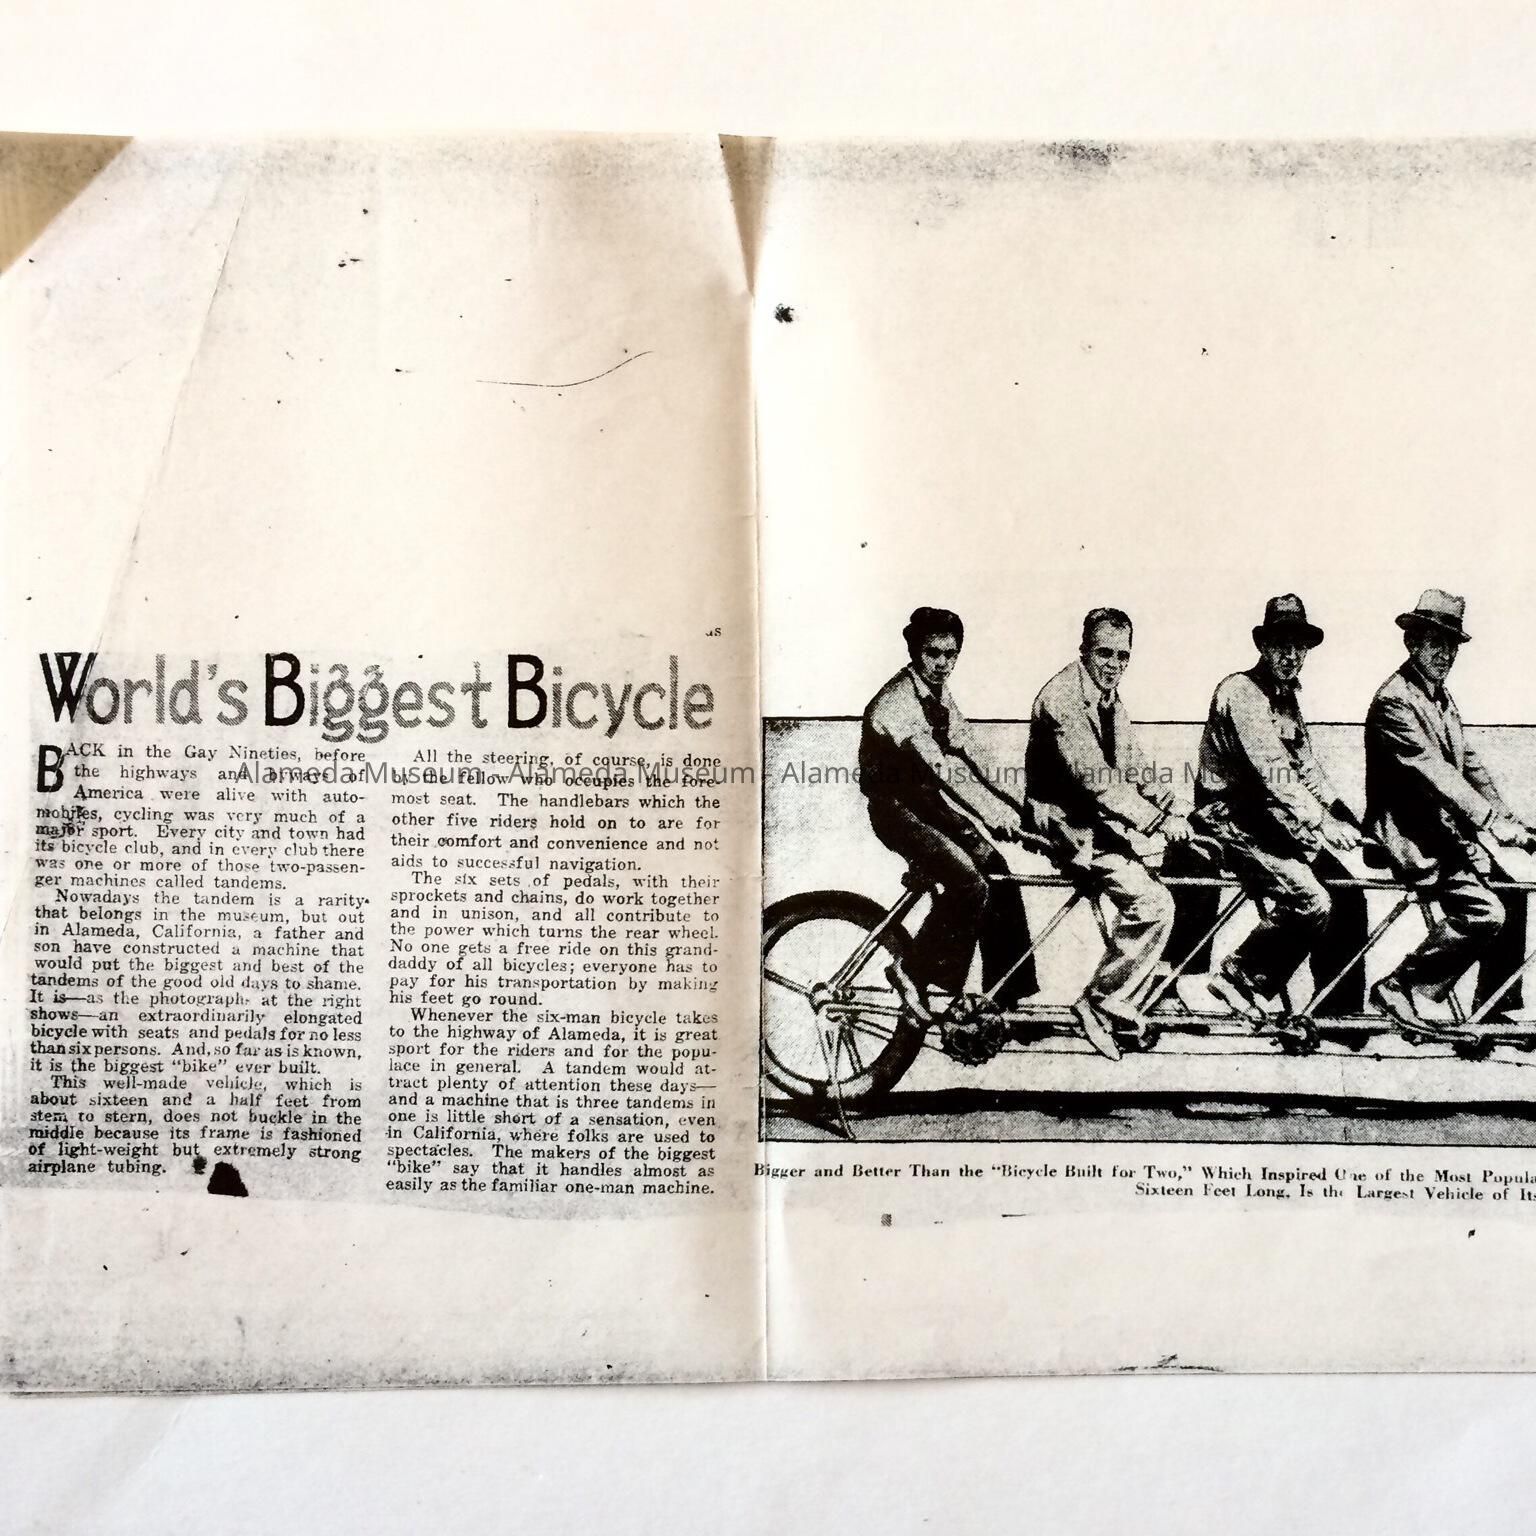 us
World's Biggest Bicycle
BACK in the Gay Nineties, before
the highways and byways of
America were alive with auto-
mobiles, cycling was very much of a
major sport. Every city and town had
its bicycle club, and in every club there
was one or more of those two-passen-
ger machines called tandems.
Nowadays the tandem is a rarity
that belongs in the museum, but out
in Alameda, California, a father and
son have constructed a machine that
would put the biggest and best of the
tandems of the good old days to shame.
It is—as the photograph at the right
shows—an extraordinarily elongated
bicycle with seats and pedals for no less
than six persons. And, so far as is known,
it is the biggest "bike" ever built.
This well-made vehicle, which is
about sixteen and a half feet from
stem to stern, does not buckle in the
middle because its frame is fashioned
of light-weight but extremely strong
airplane tubing.
All the steering, of course, is done
by the fellow who occupies the fore-
most seat. The handlebars which the
other five riders hold on to are for
their comfort and convenience and not
aids to successful navigation.
The six sets of pedals, with their
sprockets and chains, do work together
and in unison, and all contribute to
the power which turns the rear wheel.
No one gets a free ride on this grand-
daddy of all bicycles; everyone has to
pay for his transportation by making
his feet go round.
Whenever the six-man bicycle takes
to the highway of Alameda, it is great
sport for the riders and for the popu-
lace in general. A tandem would at-
tract plenty of attention these days—
and a machine that is three tandems in
one is little short of a sensation, even
in California, where folks are used to
spectacles. The makers of the biggest
"bike" say that it handles almost as
easily as the familiar one-man machine.
Alameda Museum - Alameda Museum - Alameda Museum - Alameda Museum
Bigger and Better Than the "Bicycle Built for Two," Which Inspired One of the Most Popula
Sixteen Feet Long, Is the Largest Vehicle of Its